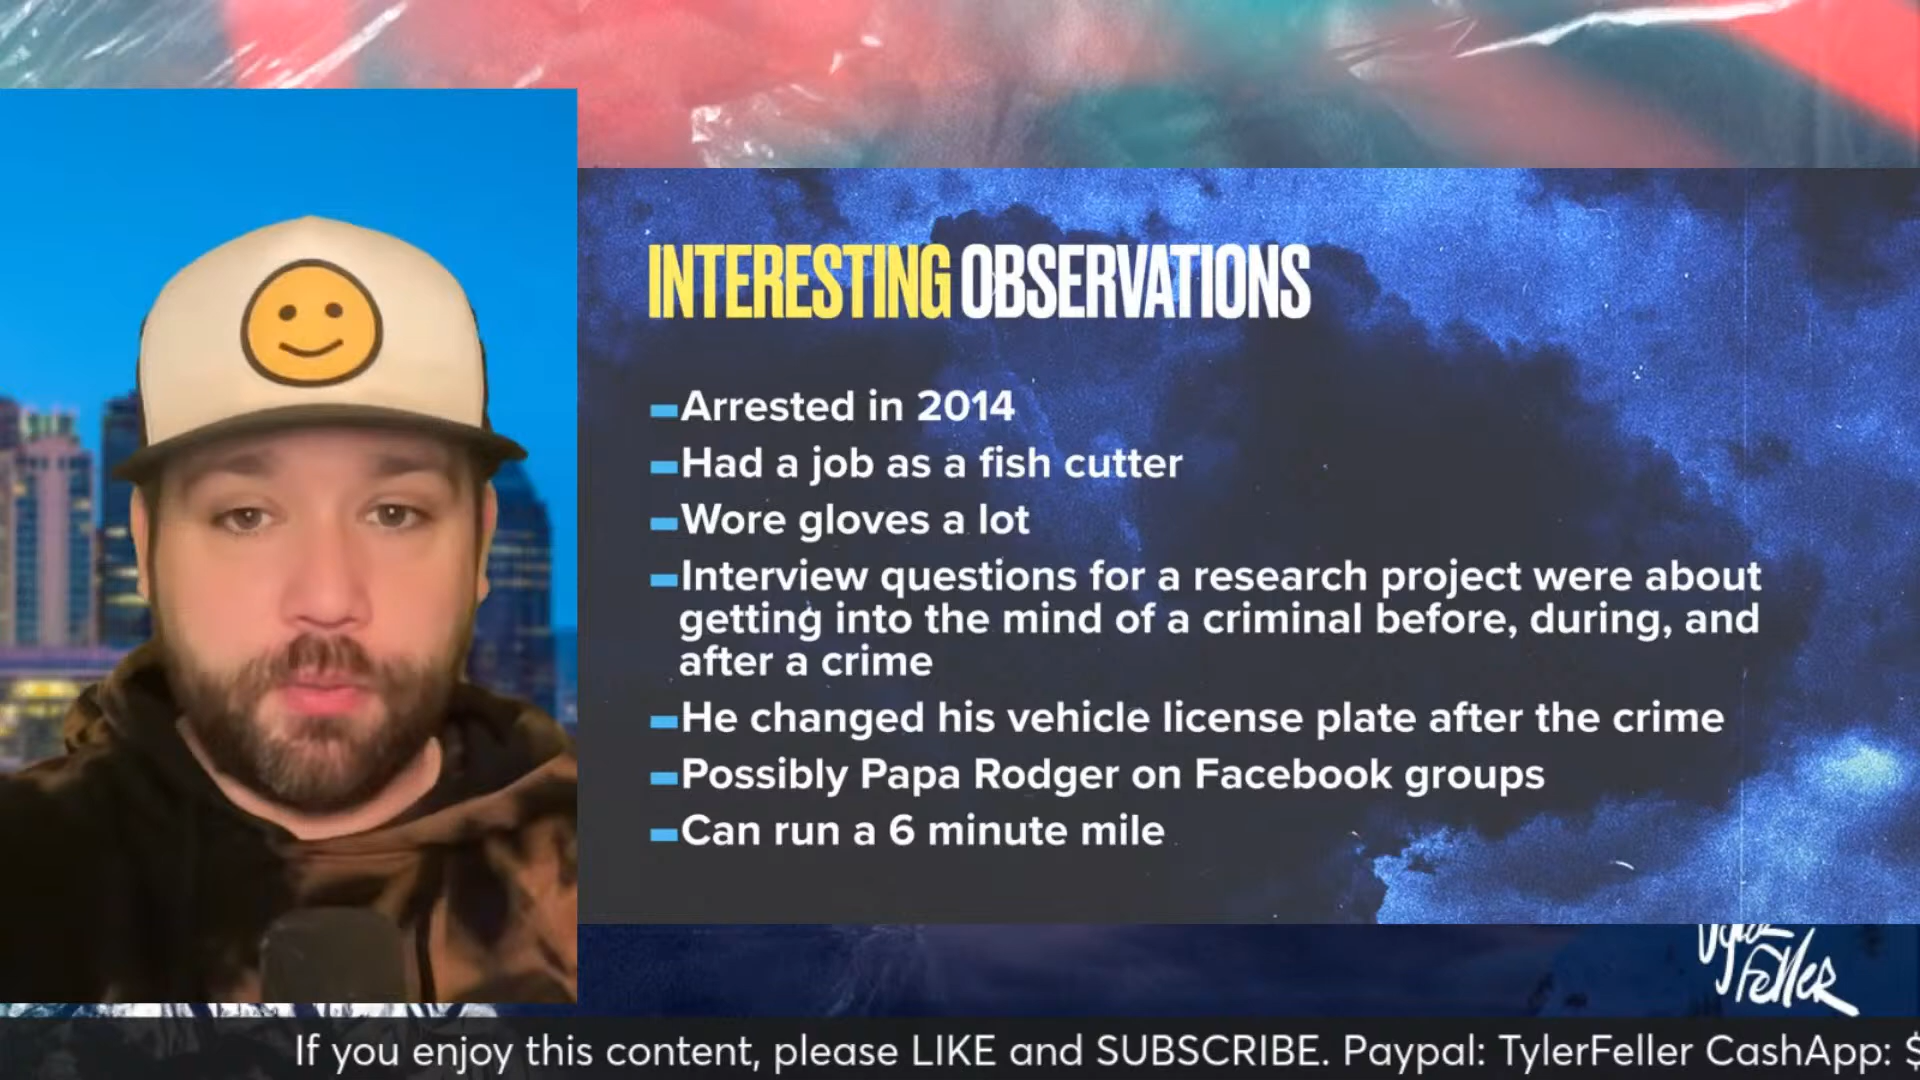 INTERESTING OBSERVATIONS
Arrested in 2014
Had a job as a fish cutter
Wore gloves a lot
Interview questions for a research project were about
getting into the mind of a criminal before, during, and
after a crime
He changed his vehicle license plate after the crime
Possibly Papa Rodger on Facebook groups
Can run a 6 minute mile
Tyler
Feller
If you enjoy this content, please LIKE and SUBSCRIBE. Paypal: TylerFeller CashApp: $